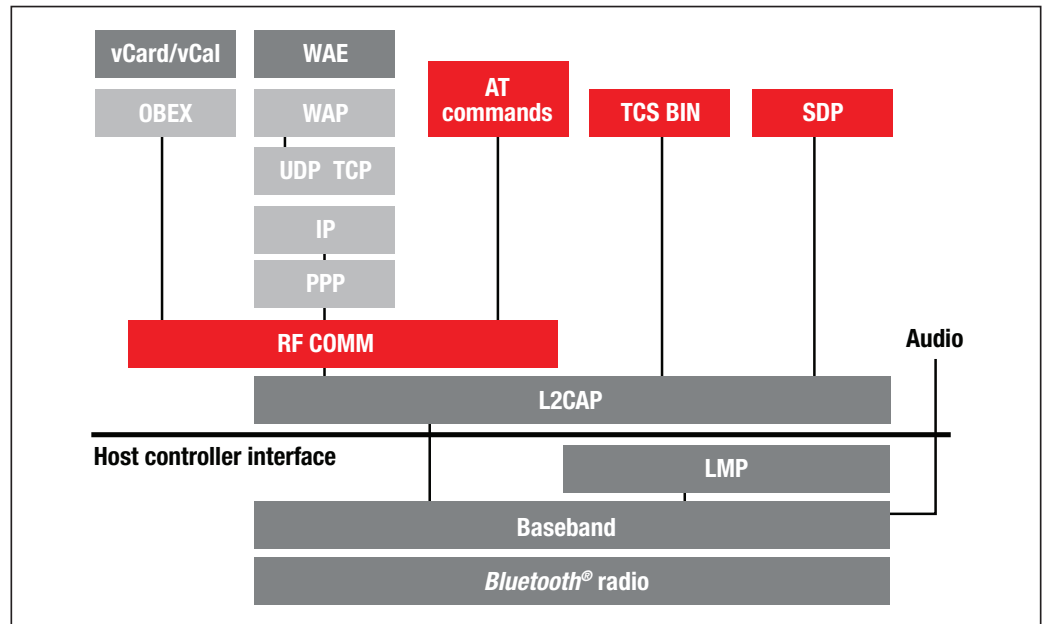 vCard/vCal
WAE
OBEX
WAP
AT
commands
TCS BIN
SDP
UDP TCP
IP
PPP
RF COMM
Audio
L2CAP
Host controller interface
LMP
Baseband
Bluetooth® radio